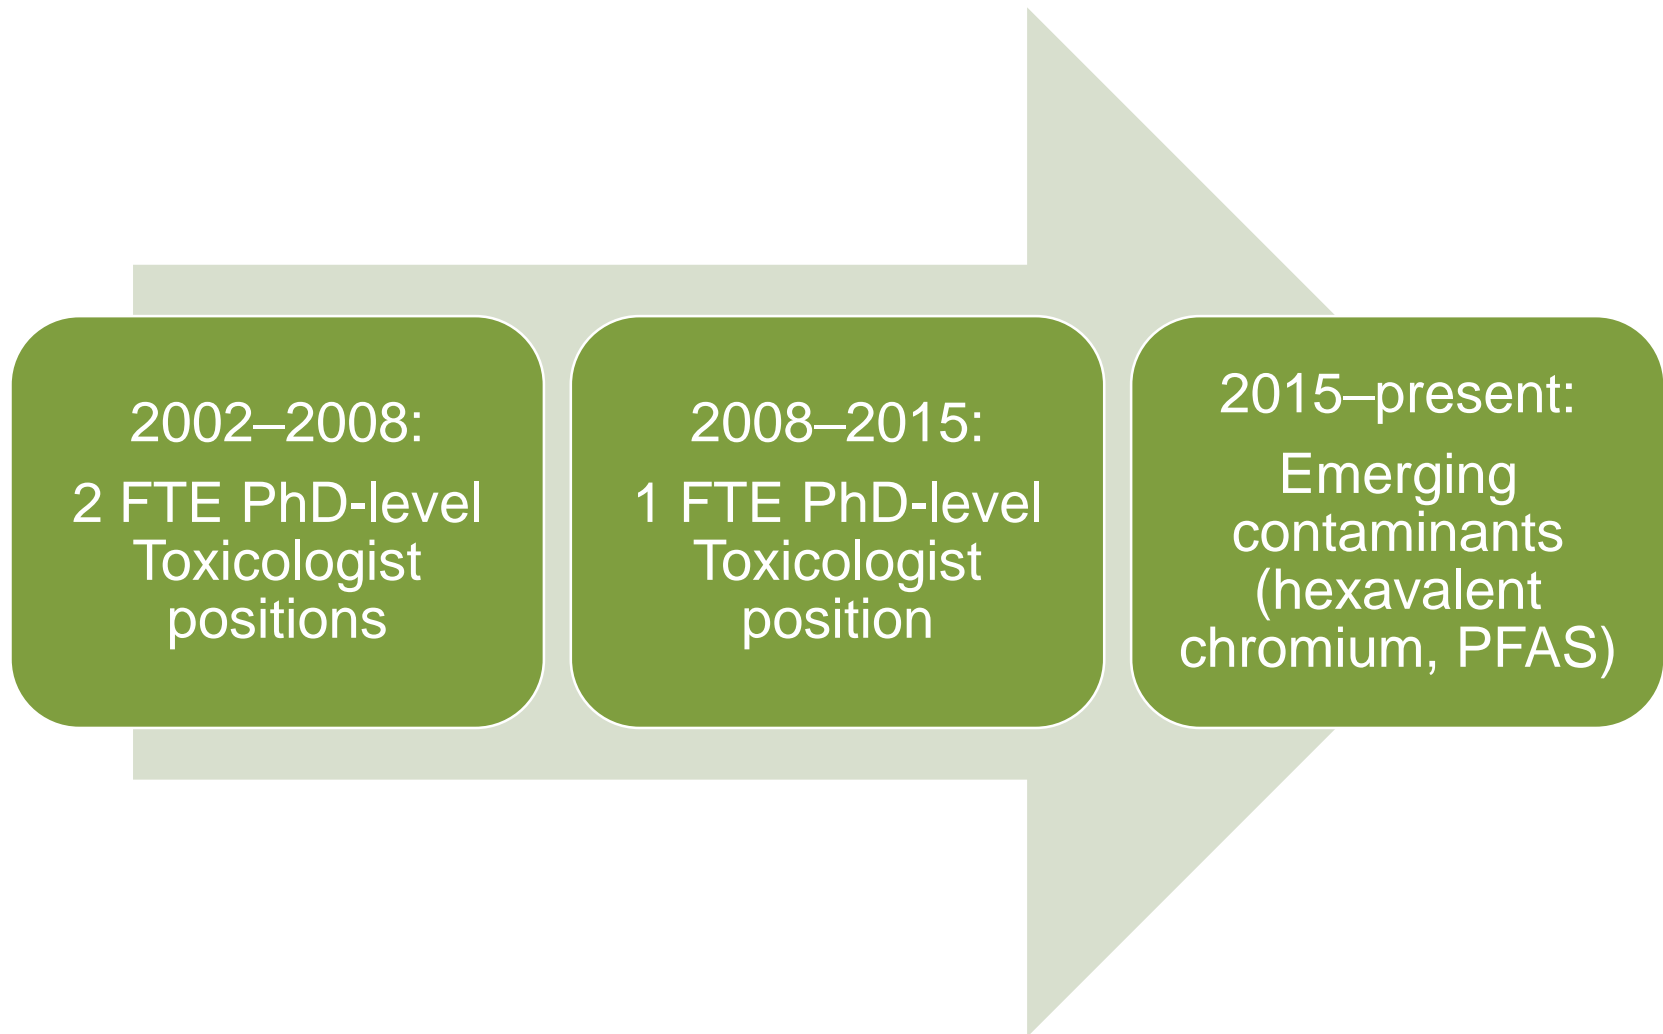 2002–2008:
2 FTE PhD-level
Toxicologist
positions
2008–2015:
1 FTE PhD-level
Toxicologist
position
2015–present:
Emerging
contaminants
(hexavalent
chromium, PFAS)